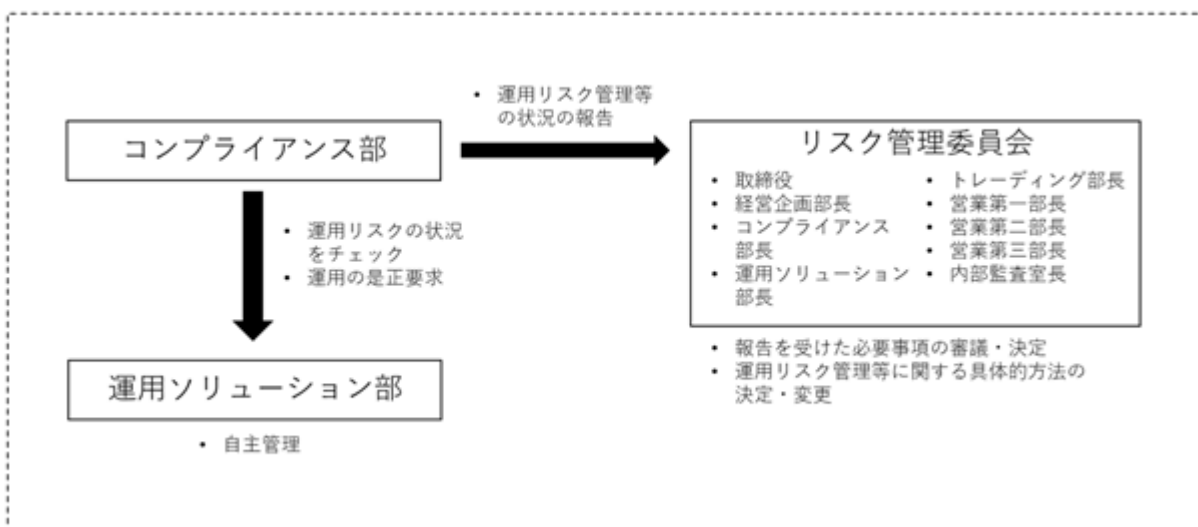 • 運用リスク管理等
の状況の報告
コンプライアンス部
• 運用リスクの状況
をチェック
• 運用の是正要求
運用ソリューション部
• 自主管理
リスク管理委員会
• 取締役
• 経営企画部長
• コンプライアンス
部長
• 運用ソリューション
部長
• トレーディング部長
• 営業第一部長
• 営業第二部長
• 営業第三部長
• 内部監査室長
• 報告を受けた必要事項の審議・決定
• 運用リスク管理等に関する具体的方法の
決定・変更